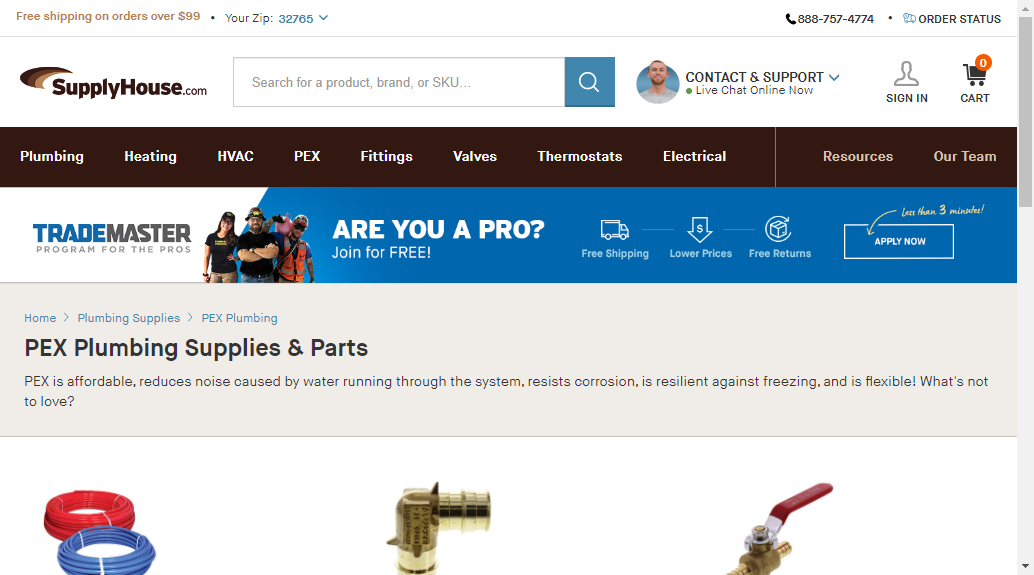 Free shipping on orders over $99 • Your Zip: 32765
888-757-4774 • ORDER STATUS
SupplyHouse.com
Search for a product, brand, or SKU...
CONTACT & SUPPORT
Live Chat Online Now
SIGN IN
0
CART
Plumbing Heating HVAC PEX Fittings Valves Thermostats Electrical Resources Our Team
TRADEMASTER
PROGRAM FOR THE PROS
ARE YOU A PRO?
Join for FREE!
Free Shipping
$
Lower Prices
Free Returns
Less than 3 minutes!
APPLY NOW
Home > Plumbing Supplies > PEX Plumbing
PEX Plumbing Supplies & Parts
PEX is affordable, reduces noise caused by water running through the system, resists corrosion, is resilient against freezing, and is flexible! What's not
to love?